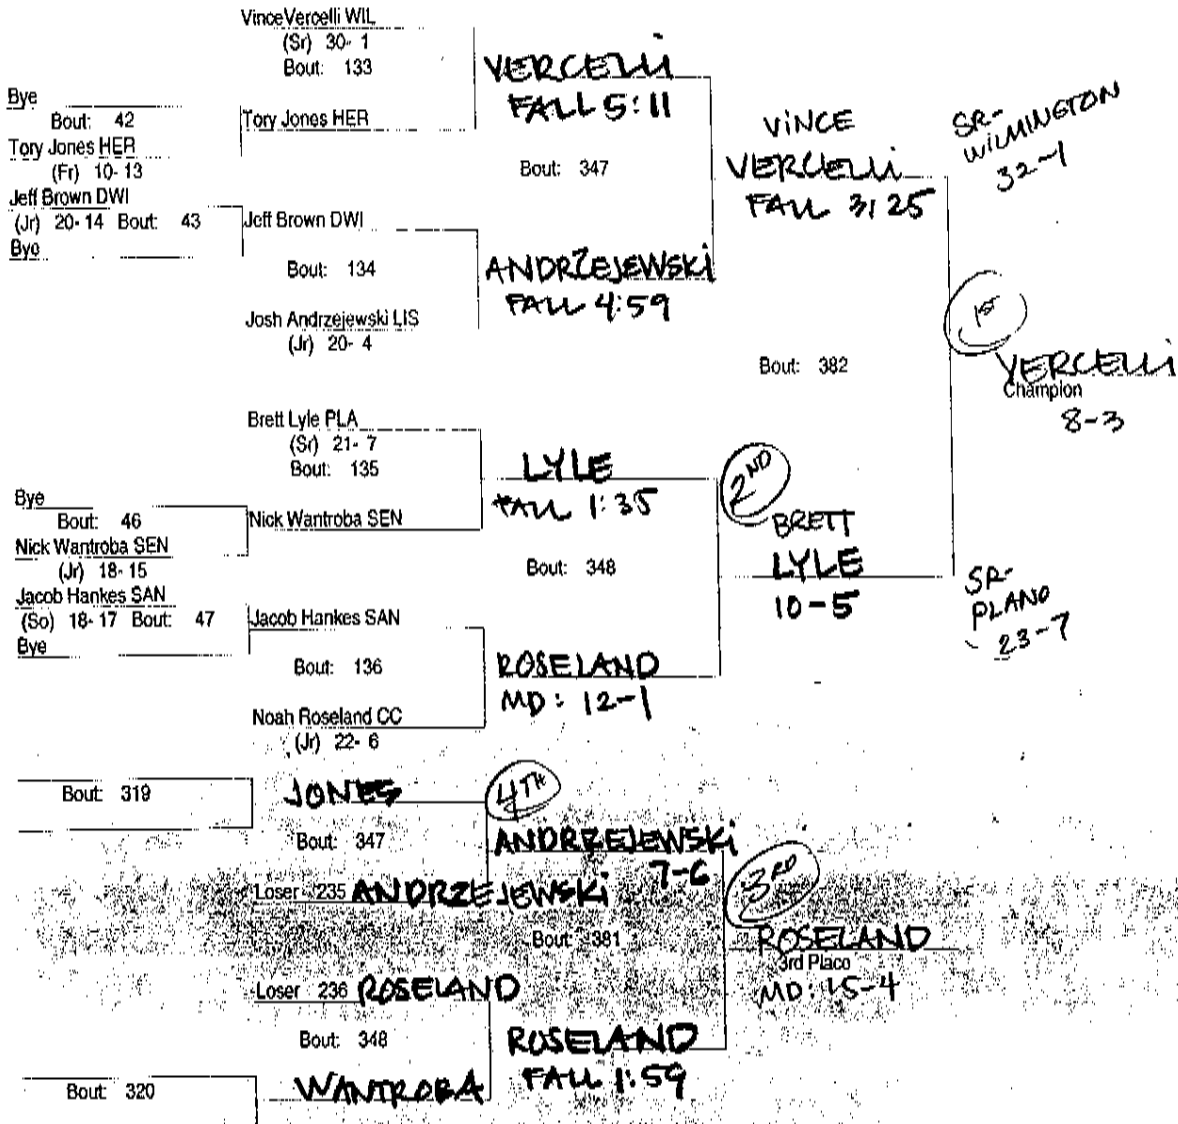 Vince Vercelli WIL
(Sr) 30- 1
Bout: 133
VERCELLI
FALL 5:11
Bye
Bout: 42
Tory Jones HER
Tory Jones HER
(Fr) 10- 13
Bout: 347
VINCE
VERCELLI
FALL 3:25
SR-
WILMINGTON
32-1
Jeff Brown DWI
(Jr) 20- 14 Bout: 43
Bye
Jeff Brown DWI
Bout: 134
ANDRZEJEWSKI
FALL 4:59
Josh Andrzejewski LIS
(Jr) 20- 4
1st
VERCELLI
Champion
8-3
Bout: 382
Brett Lyle PLA
(Sr) 21- 7
Bout: 135
LYLE
FALL 1:35
2ND
BRETT
LYLE
10-5
Bye
Bout: 46
Nick Wantroba SEN
Nick Wantroba SEN
(Jr) 18- 15
Bout: 348
SR-
PLANO
23-7
Jacob Hankes SAN
(So) 18- 17 Bout: 47
Bye
Jacob Hankes SAN
Bout: 136
ROSELAND
MD: 12-1
Noah Roseland CC
(Jr) 22- 6
Bout: 319
JONES
4TH
Bout: 347
ANDRZEJEWSKI
7-6
Loser 235 ANDRZEJEWSKI
3RD
Bout: 381
ROSELAND
3rd Place
MD: 15-4
Loser 236 ROSELAND
Bout: 348
ROSELAND
FALL 1:59
Bout: 320
WANTROBA